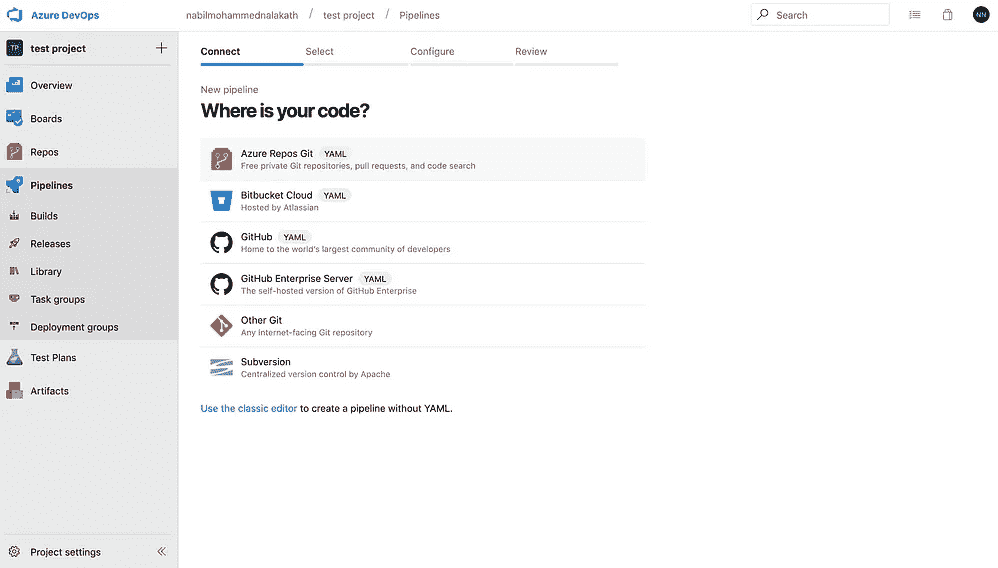 Azure DevOps
nabilmohammednalakath / test project / Pipelines
Search
NN
TP test project
Overview
Boards
Repos
Pipelines
Builds
Releases
Library
Task groups
Deployment groups
Test Plans
Artifacts
Project settings
Connect Select Configure Review
New pipeline
Where is your code?
Azure Repos Git YAML
Free private Git repositories, pull requests, and code search
Bitbucket Cloud YAML
Hosted by Atlassian
GitHub YAML
Home to the world's largest community of developers
GitHub Enterprise Server YAML
The self-hosted version of GitHub Enterprise
Other Git
Any Internet-facing Git repository
Subversion
Centralized version control by Apache
Use the classic editor to create a pipeline without YAML.